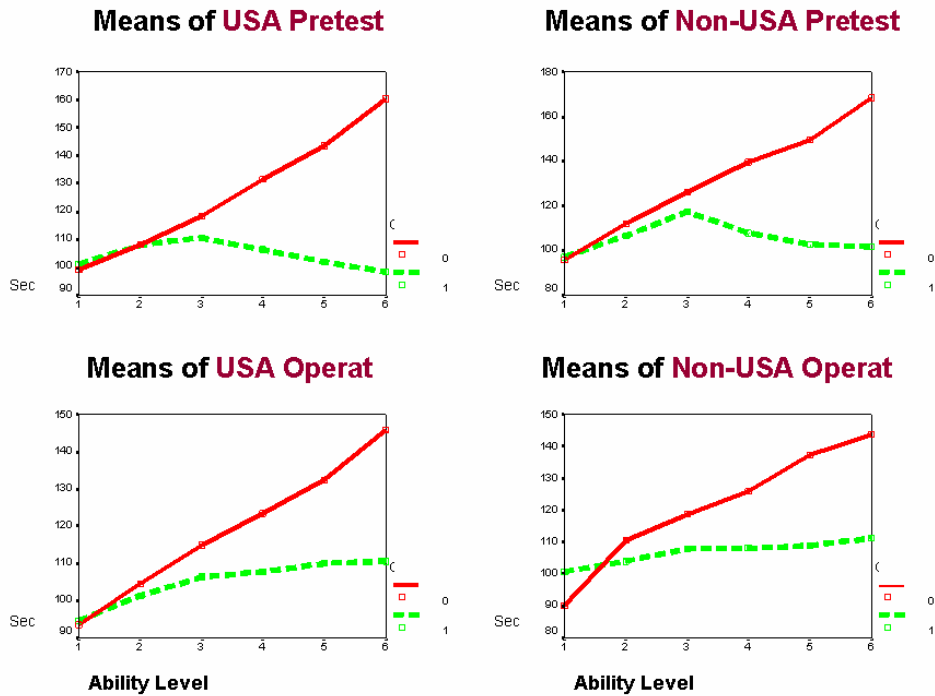 Means of USA Pretest
170
160
150
140
130
120
110
100
90
Sec
1 2 3 4 5 6
0
1
Means of Non-USA Pretest
180
160
140
120
100
80
Sec
1 2 3 4 5 6
0
1
Means of USA Operat
150
140
130
120
110
100
90
Sec
1 2 3 4 5 6
0
1
Ability Level
Means of Non-USA Operat
150
140
130
120
110
100
90
80
Sec
1 2 3 4 5 6
0
1
Ability Level